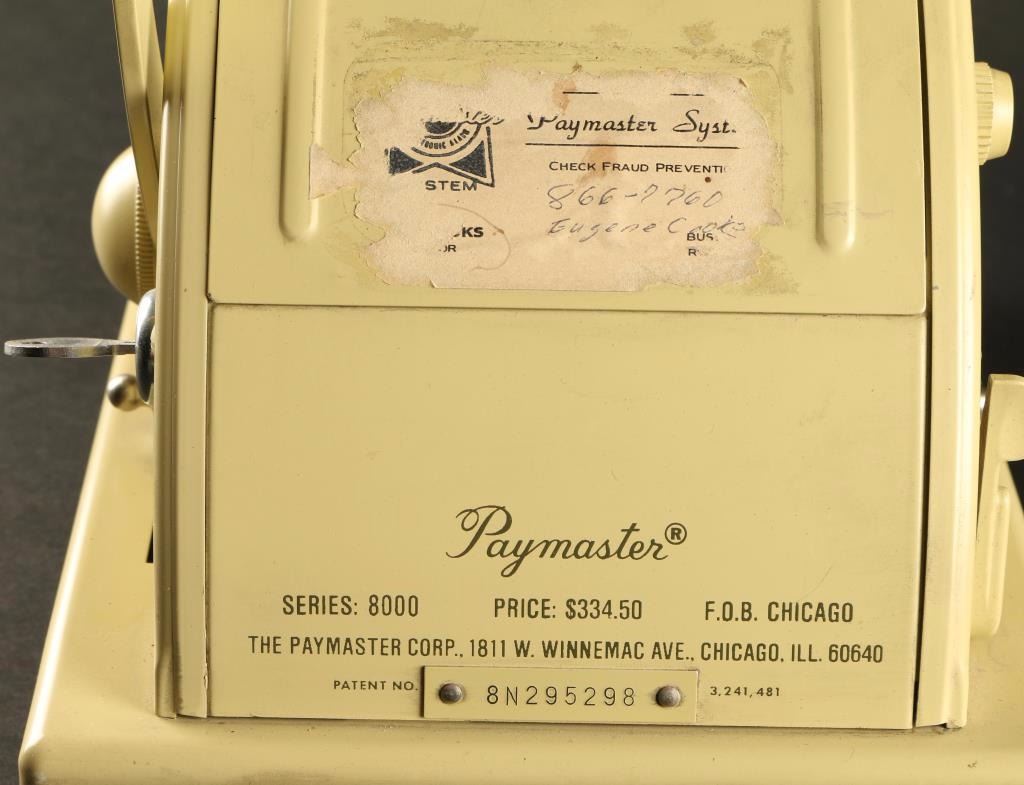 Paymaster Syst.
CHECK FRAUD PREVENTI
STEM
866-7760
KS
Eugene
BUS.
OR
R
Paymaster®
SERIES: 8000 PRICE: $334.50 F.O.B. CHICAGO
THE PAYMASTER CORP., 1811 W. WINNEMAC AVE., CHICAGO, ILL. 60640
PATENT NO. 8N295298 3,241,481